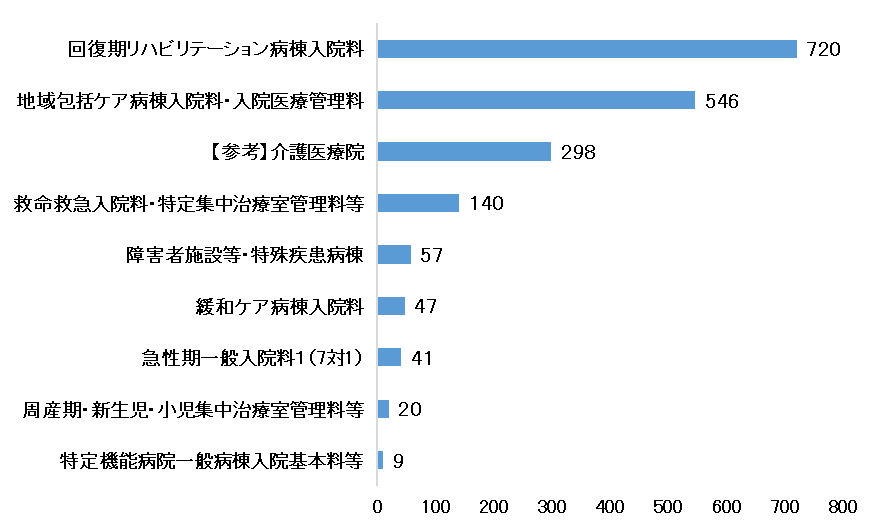 回復期リハビリテーション病棟入院料 720
地域包括ケア病棟入院料・入院医療管理料 546
【参考】介護医療院 298
救命救急入院料・特定集中治療室管理料等 140
障害者施設等・特殊疾患病棟 57
緩和ケア病棟入院料 47
急性期一般入院料1（7対1） 41
周産期・新生児・小児集中治療室管理料等 20
特定機能病院一般病棟入院基本料等 9
0 100 200 300 400 500 600 700 800